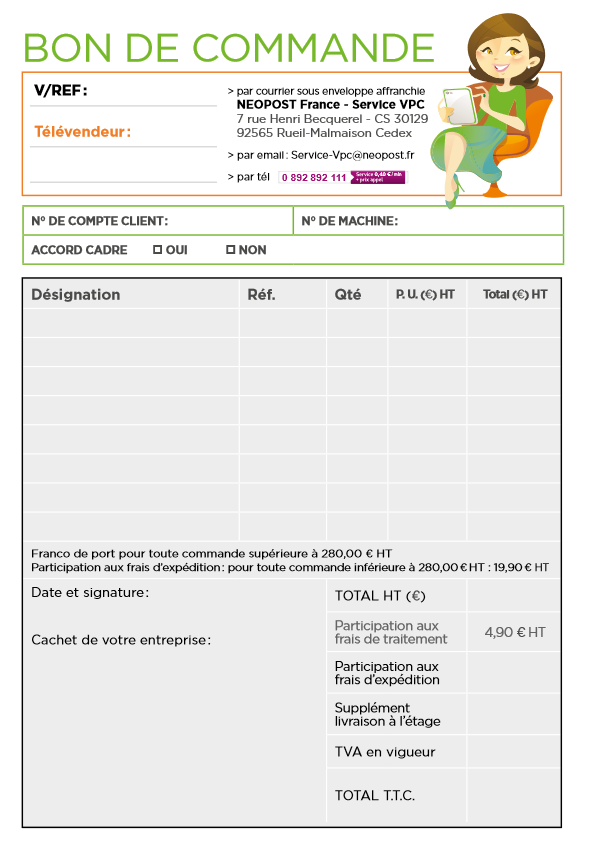 BON DE COMMANDE
V/REF :
Télévendeur :
> par courrier sous enveloppe affranchie
NEOPOST France - Service VPC
7 rue Henri Becquerel - CS 30129
92565 Rueil-Malmaison Cedex
> par email : Service-Vpc@neopost.fr
> par tél 0 892 892 111 Service 0,40 € / min
+ prix appel
N° DE COMPTE CLIENT : N° DE MACHINE :
ACCORD CADRE OUI NON
Désignation Réf. Qté P. U. (€) HT Total (€) HT
Franco de port pour toute commande supérieure à 280,00 € HT
Participation aux frais d'expédition : pour toute commande inférieure à 280,00 € HT : 19,90 € HT
Date et signature :
Cachet de votre entreprise :
TOTAL HT (€)
Participation aux
frais de traitement 4,90 € HT
Participation aux
frais d'expédition
Supplément
livraison à l'étage
TVA en vigueur
TOTAL T.T.C.